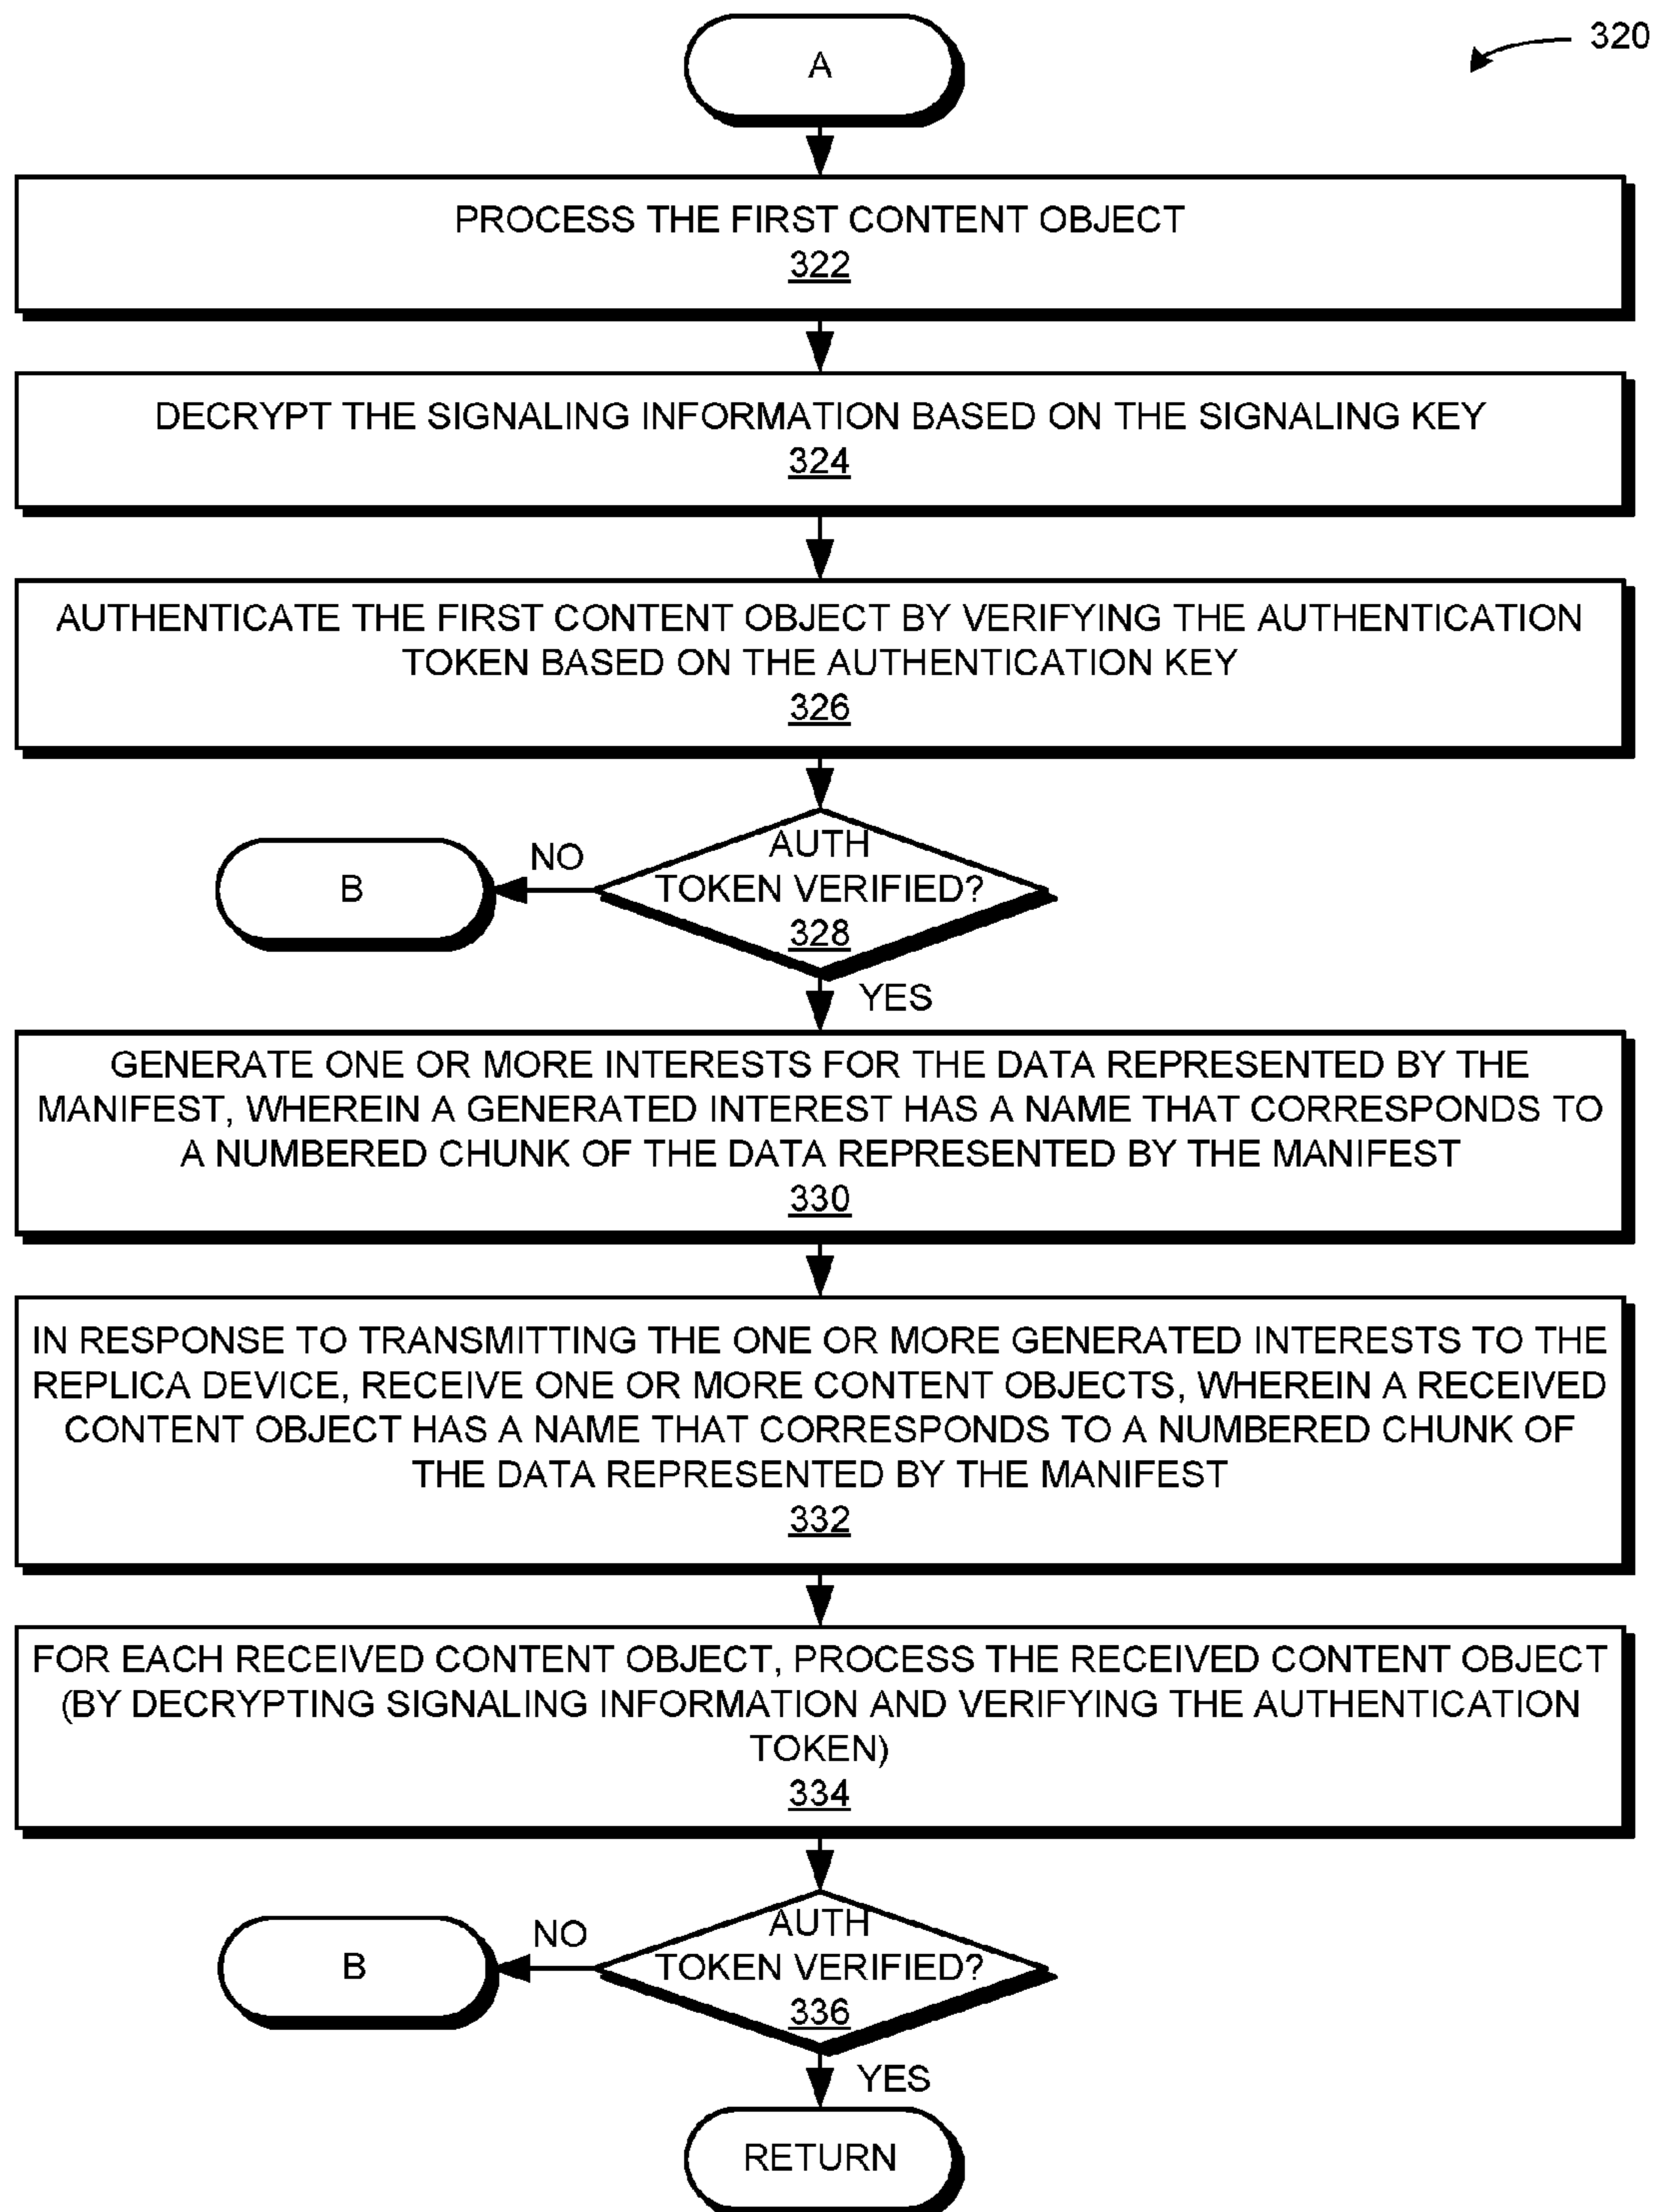 320
A
PROCESS THE FIRST CONTENT OBJECT
322
DECRYPT THE SIGNALING INFORMATION BASED ON THE SIGNALING KEY
324
AUTHENTICATE THE FIRST CONTENT OBJECT BY VERIFYING THE AUTHENTICATION
TOKEN BASED ON THE AUTHENTICATION KEY
326
AUTH
TOKEN VERIFIED?
328
NO
B
YES
GENERATE ONE OR MORE INTERESTS FOR THE DATA REPRESENTED BY THE
MANIFEST, WHEREIN A GENERATED INTEREST HAS A NAME THAT CORRESPONDS TO
A NUMBERED CHUNK OF THE DATA REPRESENTED BY THE MANIFEST
330
IN RESPONSE TO TRANSMITTING THE ONE OR MORE GENERATED INTERESTS TO THE
REPLICA DEVICE, RECEIVE ONE OR MORE CONTENT OBJECTS, WHEREIN A RECEIVED
CONTENT OBJECT HAS A NAME THAT CORRESPONDS TO A NUMBERED CHUNK OF
THE DATA REPRESENTED BY THE MANIFEST
332
FOR EACH RECEIVED CONTENT OBJECT, PROCESS THE RECEIVED CONTENT OBJECT
(BY DECRYPTING SIGNALING INFORMATION AND VERIFYING THE AUTHENTICATION
TOKEN)
334
AUTH
TOKEN VERIFIED?
336
NO
B
YES
RETURN